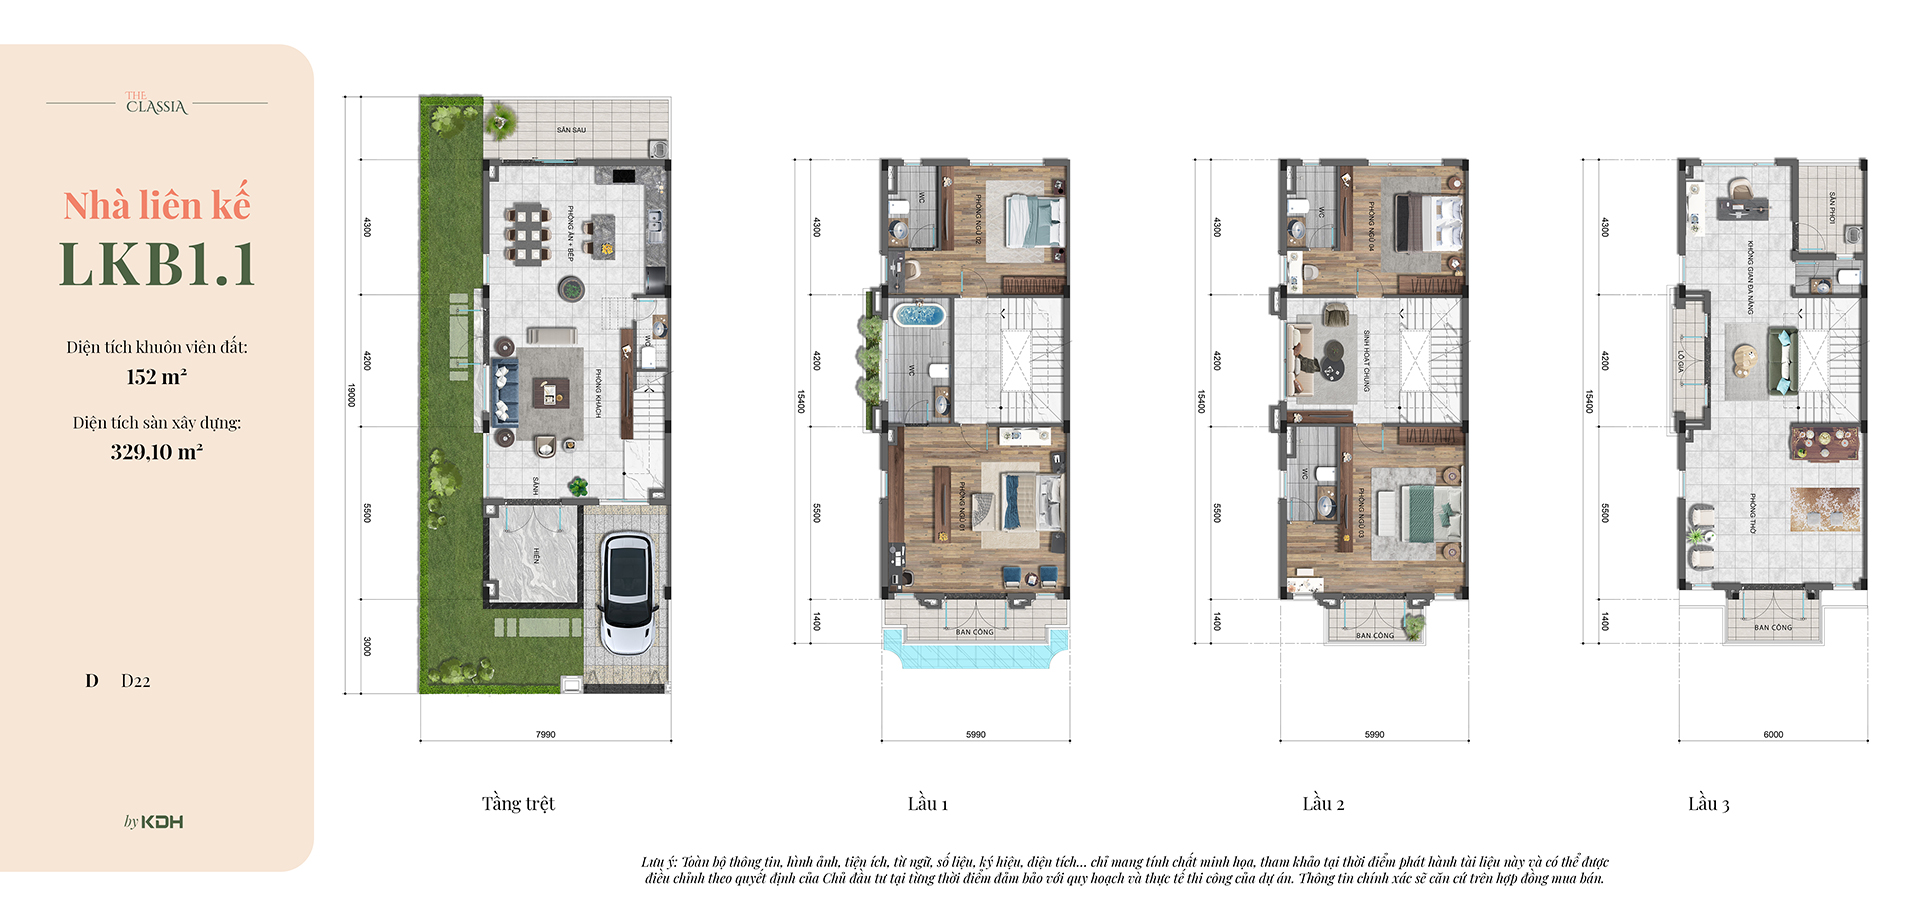 THE
CLASSIA
Nhà liên kế
LKB1.1
Diện tích khuôn viên đất:
152 m²
Diện tích sàn xây dựng:
329,10 m²
D D22
by KDH
SÂN SAU
PHÒNG ĂN + BẾP
WC
PHÒNG KHÁCH
SẢNH
HIÊN
4300
4200
5500
3000
19000
7990
Tầng trệt
WC
PHÒNG NGỦ 02
WC
PHÒNG NGỦ 01
BAN CÔNG
4300
4200
5500
1400
15400
5990
Lầu 1
WC
PHÒNG NGỦ 04
SINH HOẠT CHUNG
WC
PHÒNG NGỦ 03
BAN CÔNG
4300
4200
5500
1400
15400
5990
Lầu 2
SÂN PHƠI
KHÔNG GIAN ĐA NĂNG
LÔ GIA
PHÒNG THỜ
BAN CÔNG
4300
4200
5500
1400
15400
6000
Lầu 3
Lưu ý: Toàn bộ thông tin, hình ảnh, tiện ích, từ ngữ, số liệu, ký hiệu, diện tích... chỉ mang tính chất minh họa, tham khảo tại thời điểm phát hành tài liệu này và có thể được
điều chỉnh theo quyết định của Chủ đầu tư tại từng thời điểm đảm bảo với quy hoạch và thực tế thi công của dự án. Thông tin chính xác sẽ căn cứ trên hợp đồng mua bán.